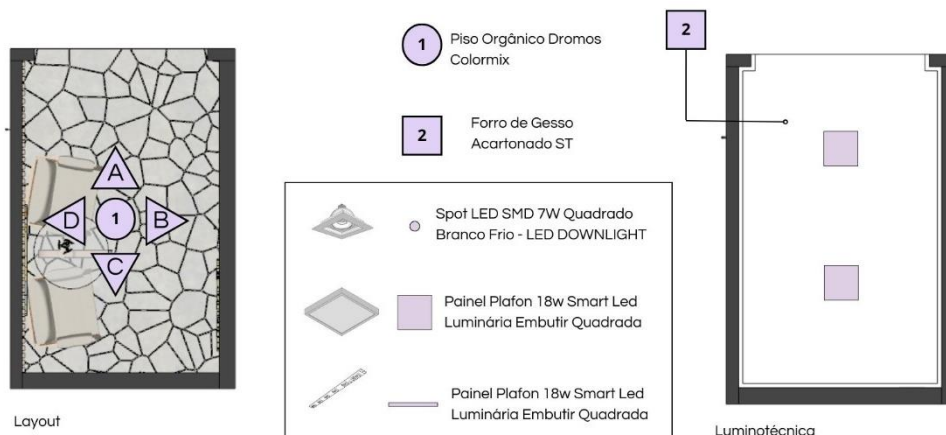 1
Piso Orgânico Dromos
Colormix
2
2
Forro de Gesso
Acartonado ST
A
D
1
B
C
Spot LED SMD 7W Quadrado
Branco Frio - LED DOWNLIGHT
Painel Plafon 18w Smart Led
Luminária Embutir Quadrada
Painel Plafon 18w Smart Led
Luminária Embutir Quadrada
Layout
Luminotécnica